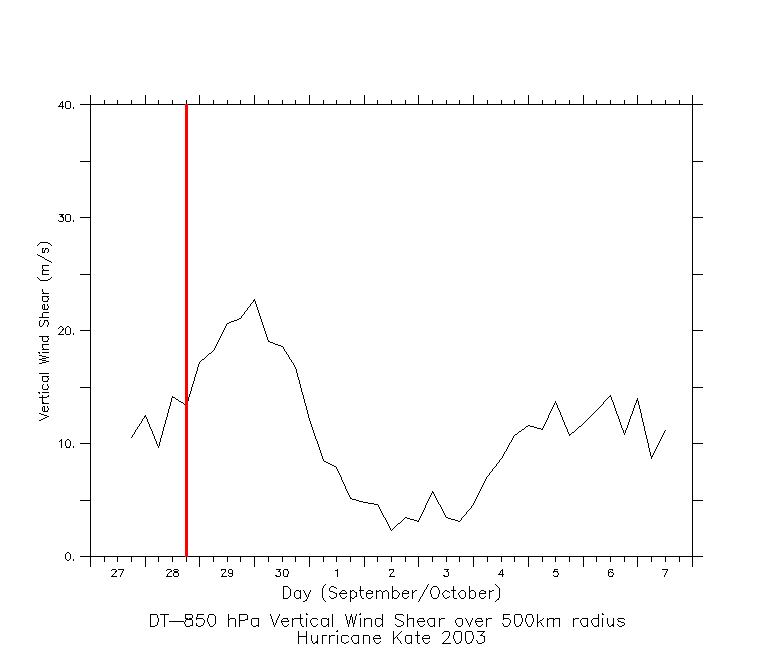 40.
30.
20.
10.
0.
Vertical Wind Shear (m/s)
27 28 29 30 1 2 3 4 5 6 7
Day (September/October)
DT—850 hPa Vertical Wind Shear over 500km radius
Hurricane Kate 2003